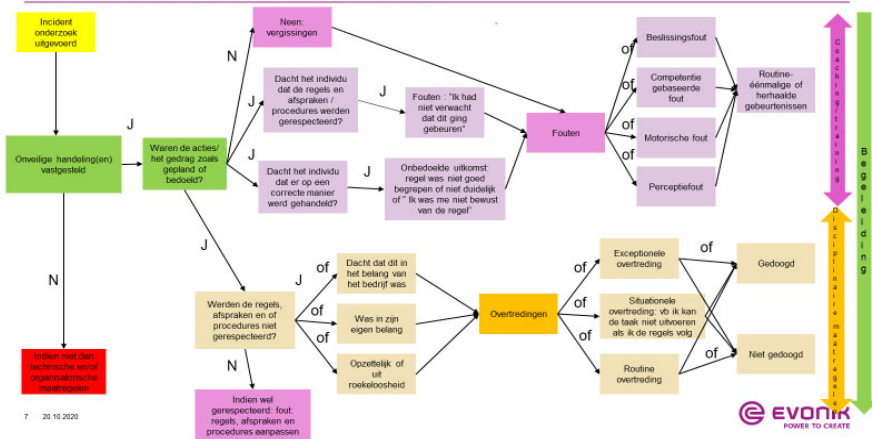 Incident
onderzoek
uitgevoerd
Neen:
vergissingen
N
J
Onveilige handeling(en)
vastgesteld
Waren de acties/
het gedrag zoals
gepland of
bedoeld?
J
Dacht het individu
dat de regels en
afspraken /
procedures werden
gerespecteerd?
J
Fouten : "Ik had
niet verwacht
dat dit ging
gebeuren"
J
Dacht het individu
dat er op een
correcte manier
werd gehandeld?
J
Onbedoelde uitkomst:
regel was niet goed
begrepen of niet duidelijk
of " Ik was me niet bewust
van de regel"
Fouten
of
Beslissingsfout
of
Competentie
gebaseerde
fout
of
Motorische fout
of
Perceptiefout
Routine-
éénmalige of
herhaalde
gebeurtenissen
N
Indien niet dan
technische en/of
organisatorische
maatregelen
J
Werden de regels,
afspraken en of
procedures niet
gerespecteerd?
J
of
Dacht dat dit in
het belang van
het bedrijf was
of
Was in zijn
eigen belang
of
Opzettelijk of
uit
roekeloosheid
N
Indien wel
gerespecteerd: fout:
regels, afspraken en
procedures aanpassen
Overtredingen
of
Exceptionele
overtreding
of
Situationele
overtreding: vb ik kan
de taak niet uitvoeren
als ik de regels volg
of
Routine
overtreding
of
Gedoogd
of
Niet gedoogd
Coaching/training
Disciplinaire maatregelen
Begeleiding
7 20.10.2020
EVONIK
POWER TO CREATE